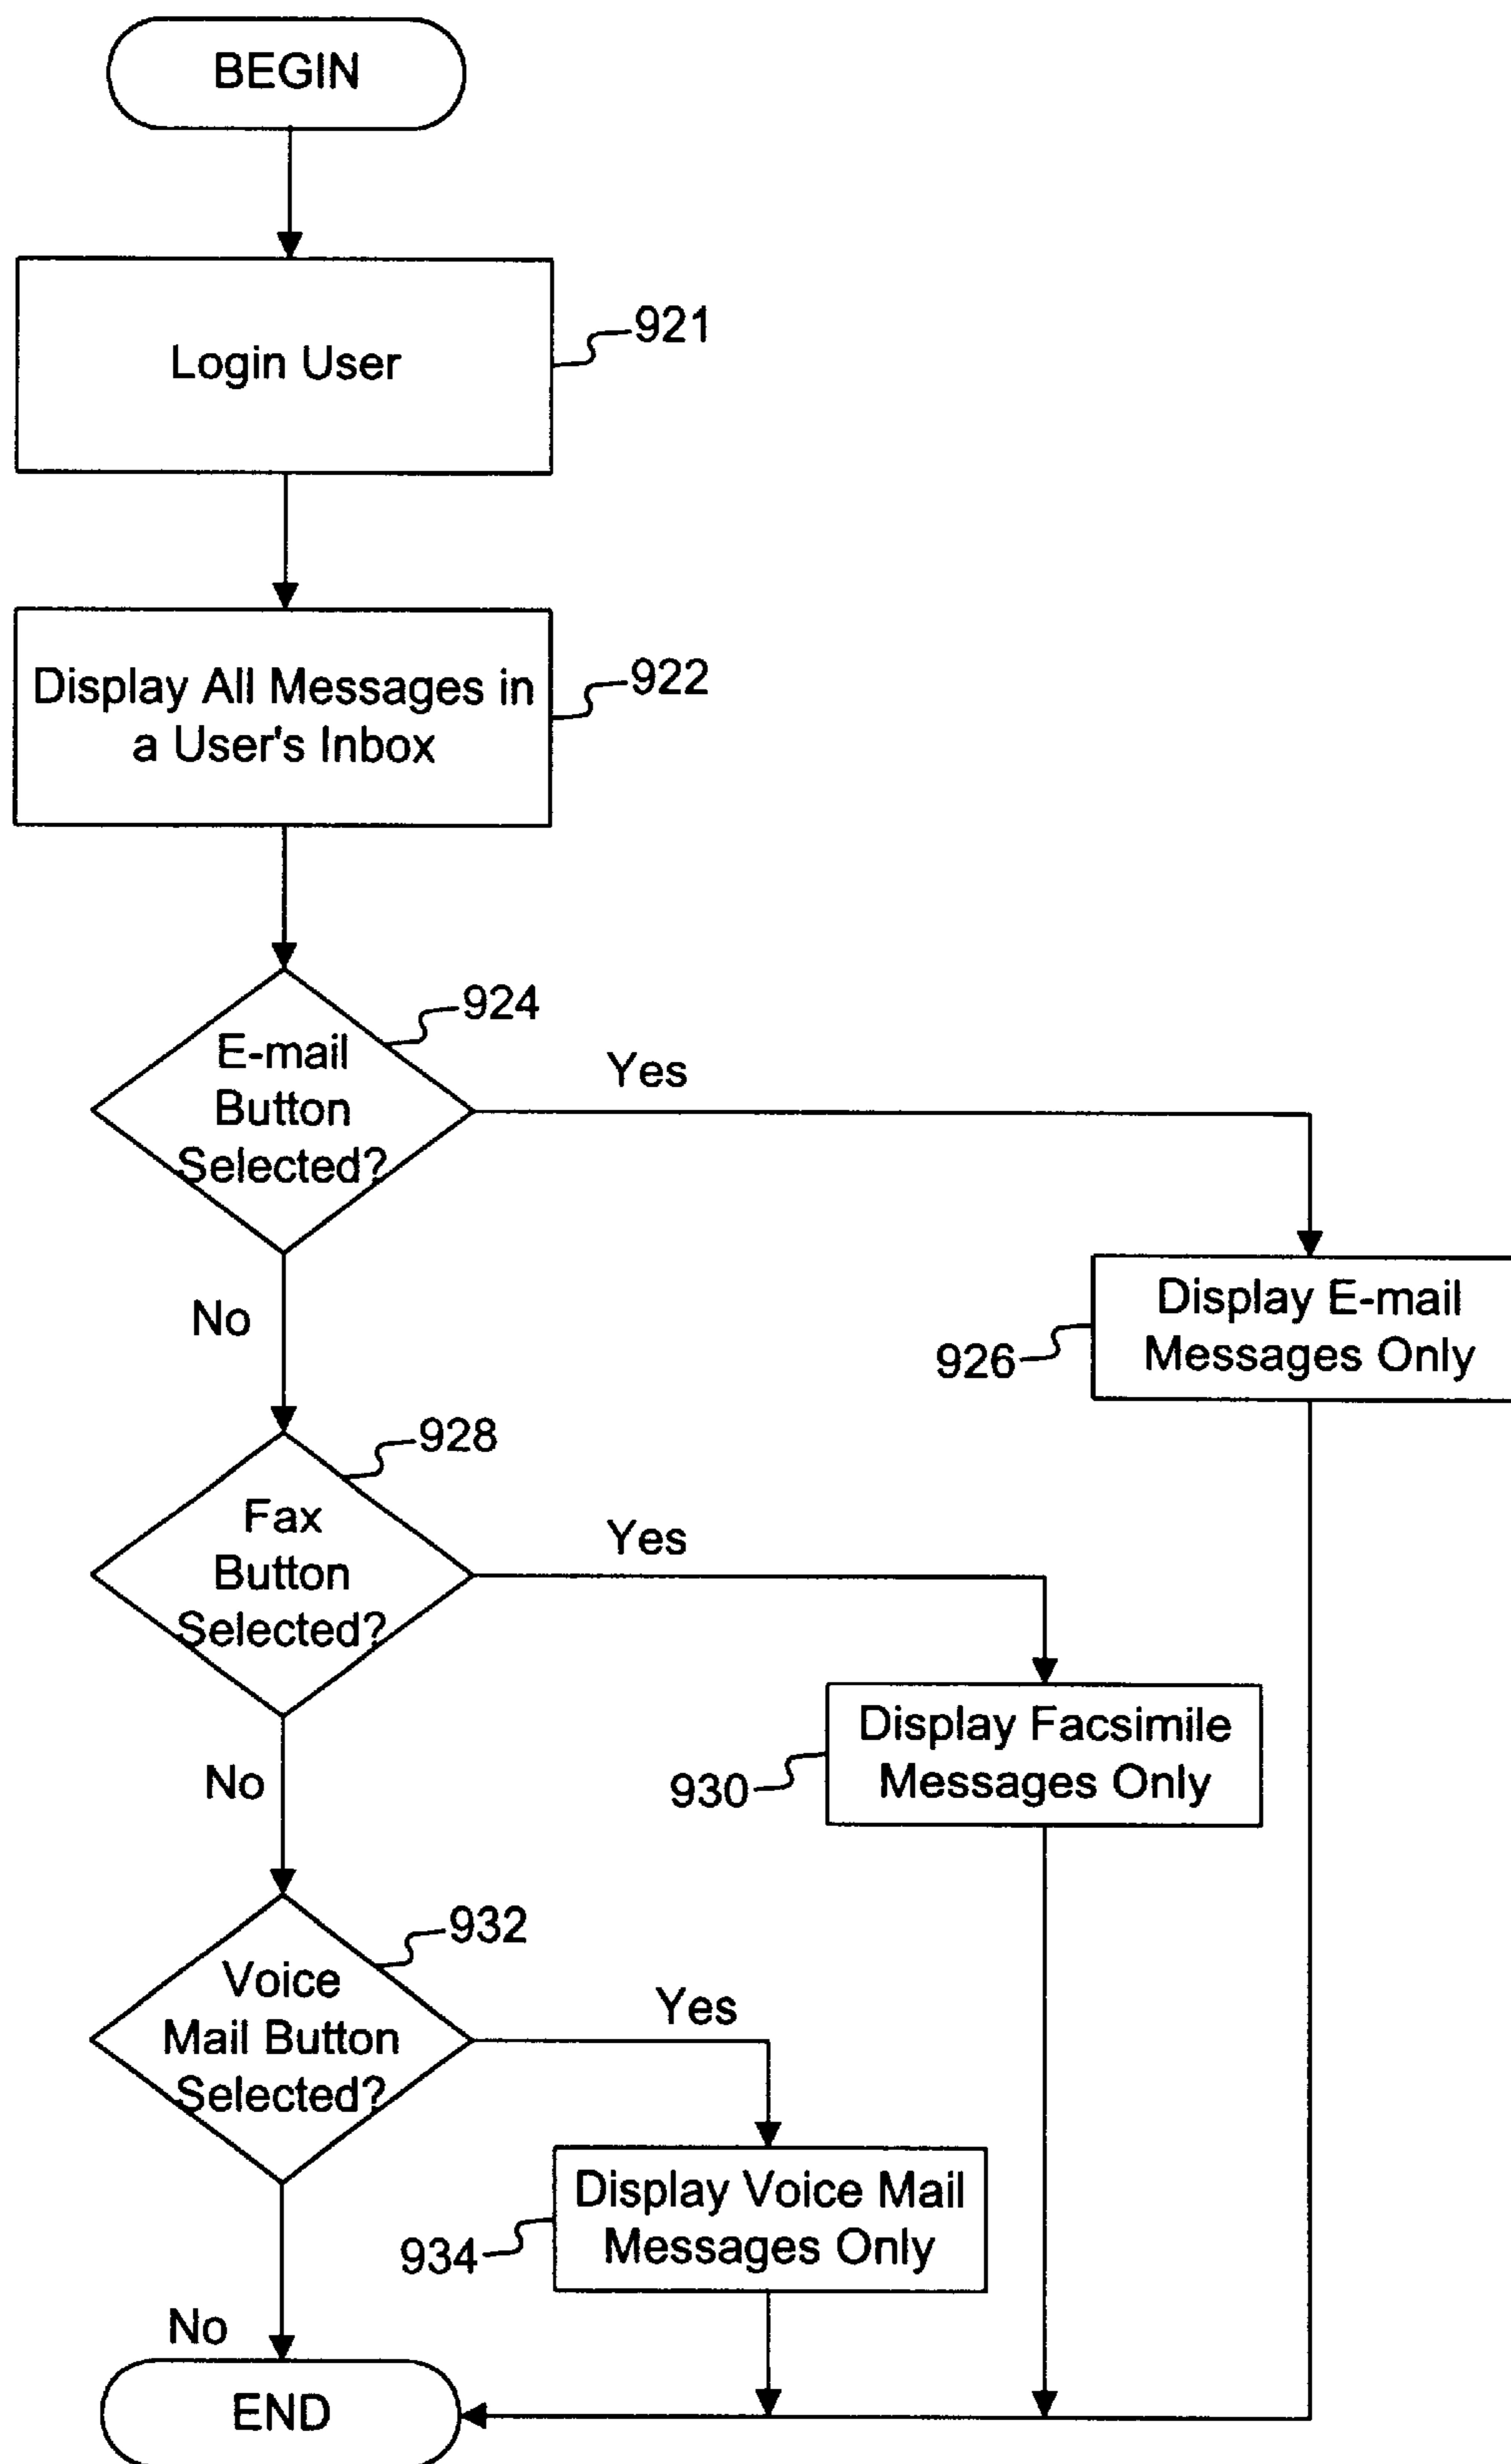 BEGIN
Login User
921
Display All Messages in
a User's Inbox
922
E-mail
Button
Selected?
924
Yes
No
Display E-mail
Messages Only
926
Fax
Button
Selected?
928
Yes
No
Display Facsimile
Messages Only
930
Voice
Mail Button
Selected?
932
Yes
No
Display Voice Mail
Messages Only
934
END